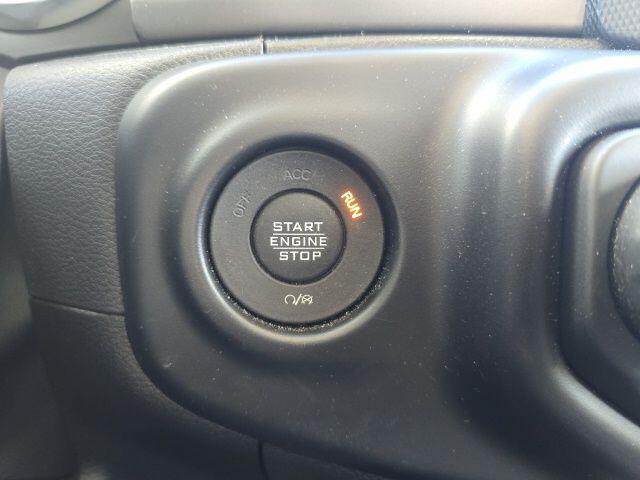 OFF
ACC
RUN
START
ENGINE
STOP